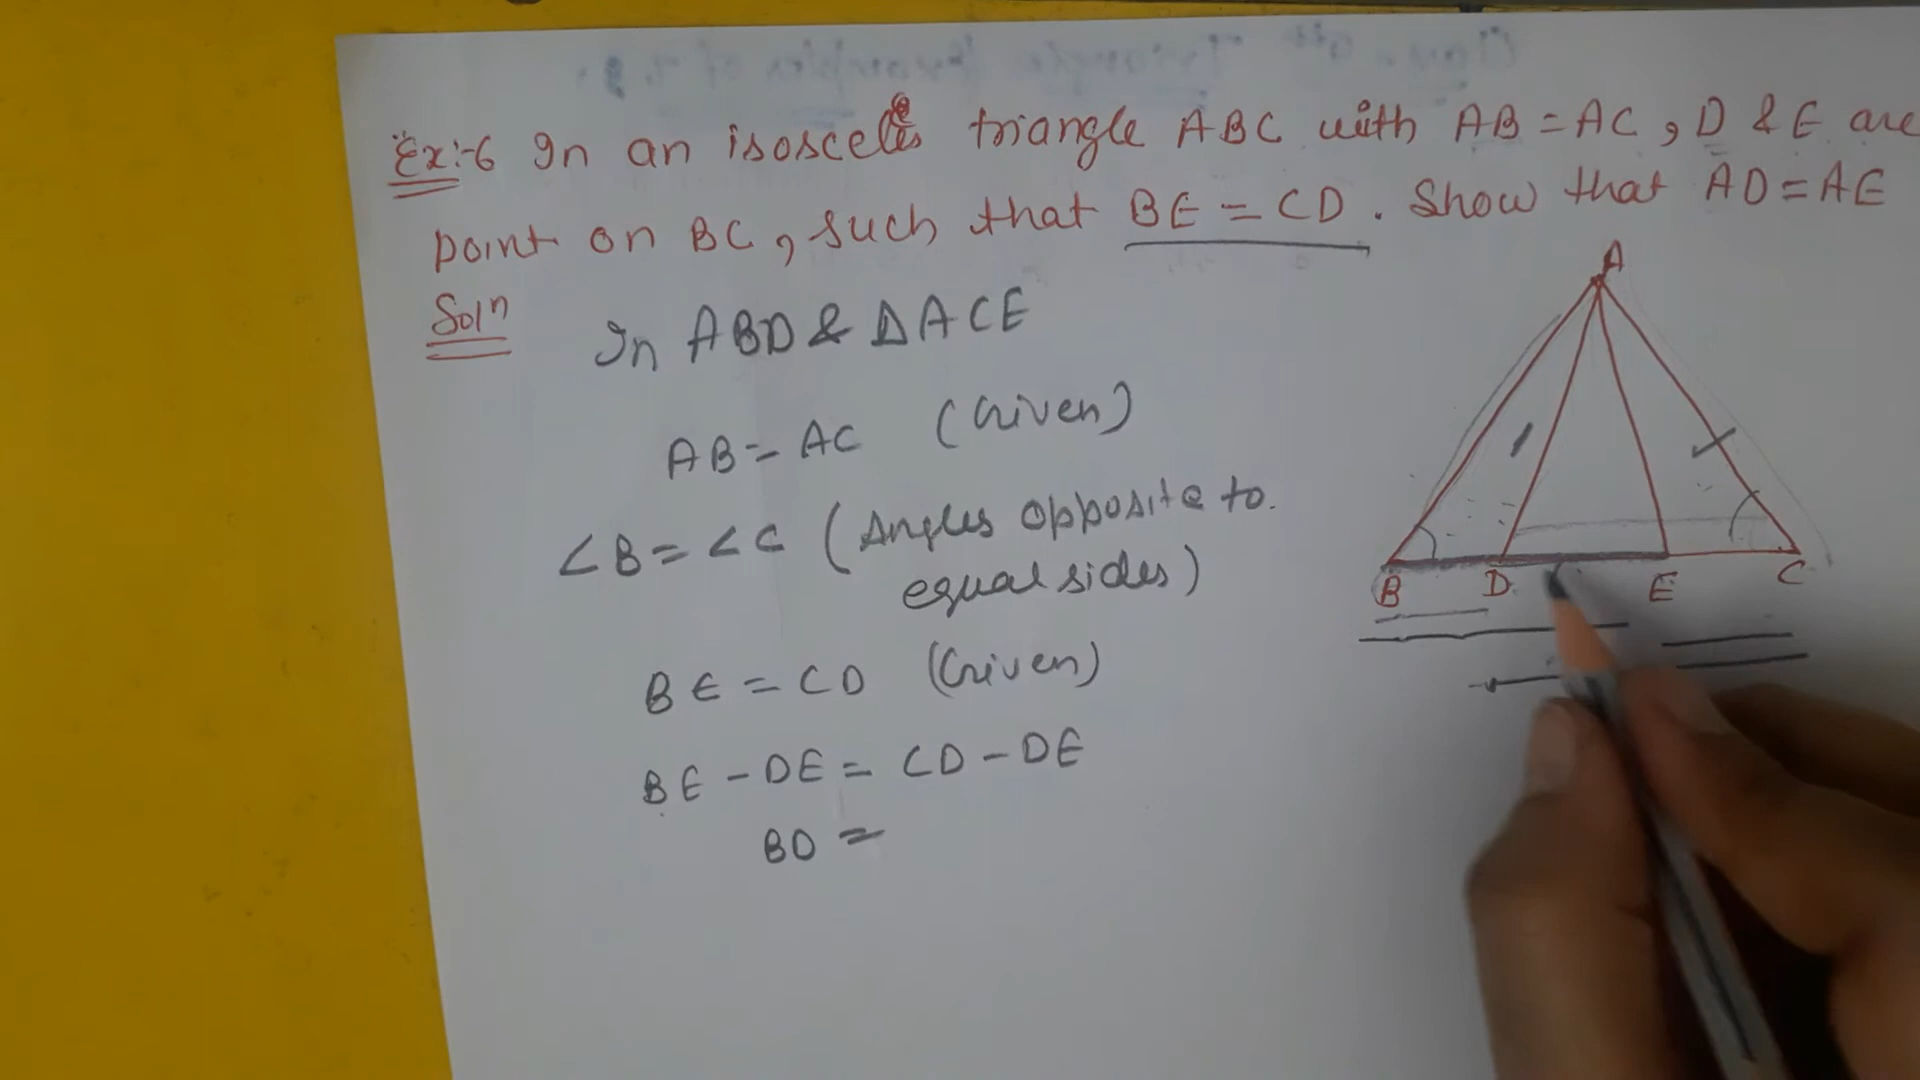 Ex:-6 In an isosceles triangle ABC with AB = AC, D & E are
point on BC, such that BE = CD. Show that AD = AE
Soln
In ABD & ΔACE
AB = AC (Given)
∠B = ∠C (Angles opposite to
equal sides)
BE = CD (Given)
BE - DE = CD - DE
BD =
A
B D E C